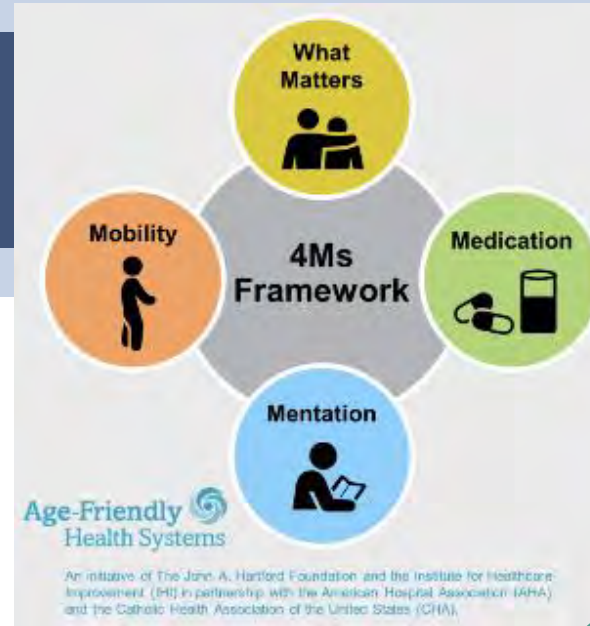 What
Matters
Mobility
4Ms
Framework
Medication
Mentation
Age-Friendly
Health Systems
An initiative of The John A. Hartford Foundation and the Institute for Healthcare
Improvement (IHI) in partnership with the American Hospital Association (AHA)
and the Catholic Health Association of the United States (CHA).